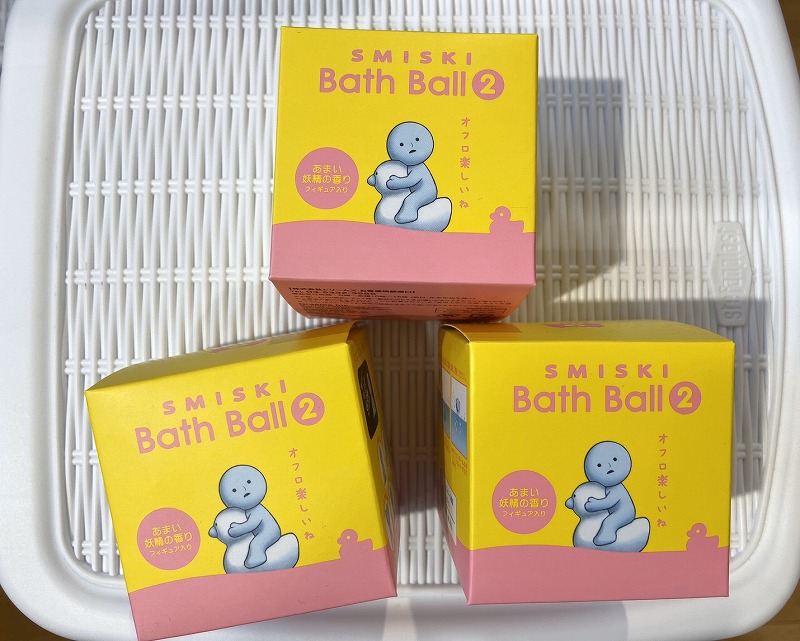 SMISKI
Bath Ball 2
オフロ楽しいね
あまい
妖精の香り
フィギュア入り
SMISKI
Bath Ball 2
オフロ楽しいね
あまい
妖精の香り
フィギュア入り
SMISKI
Bath Ball 2
オフロ楽しいね
あまい
妖精の香り
フィギュア入り